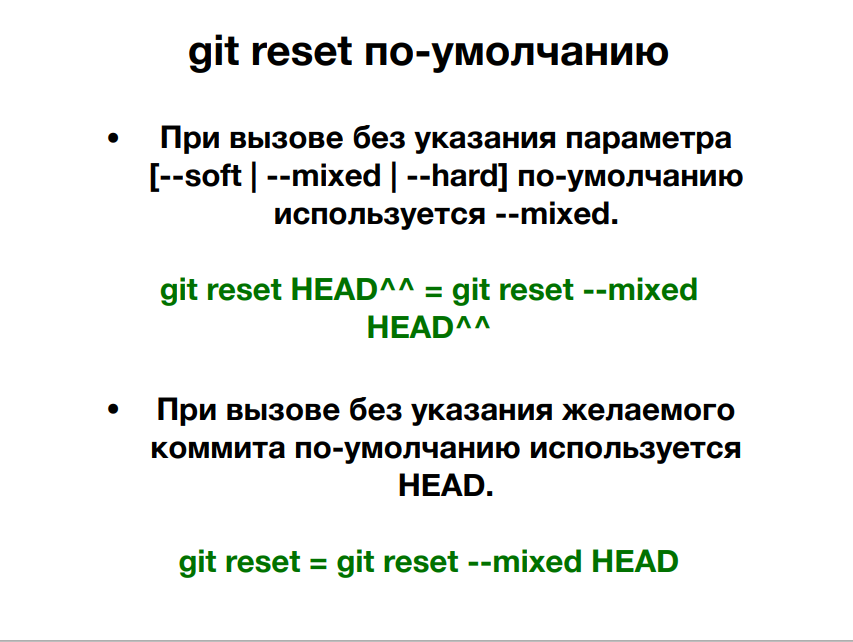 git reset по-умолчанию
• При вызове без указания параметра
[--soft | --mixed | --hard] по-умолчанию
используется --mixed.
git reset HEAD^^ = git reset --mixed
HEAD^^
• При вызове без указания желаемого
коммита по-умолчанию используется
HEAD.
git reset = git reset --mixed HEAD